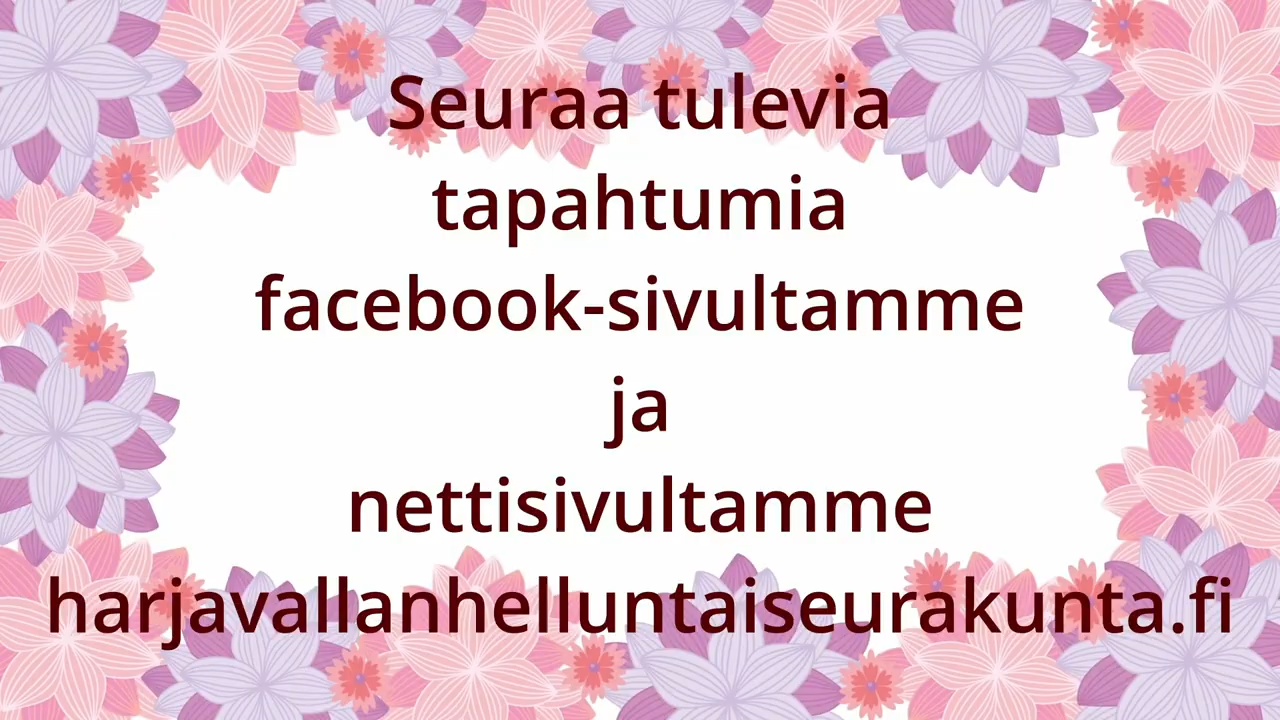 Seuraa tulevia
tapahtumia
facebook-sivultamme
ja
nettisivultamme
harjavallanhelluntaiseurakunta.fi